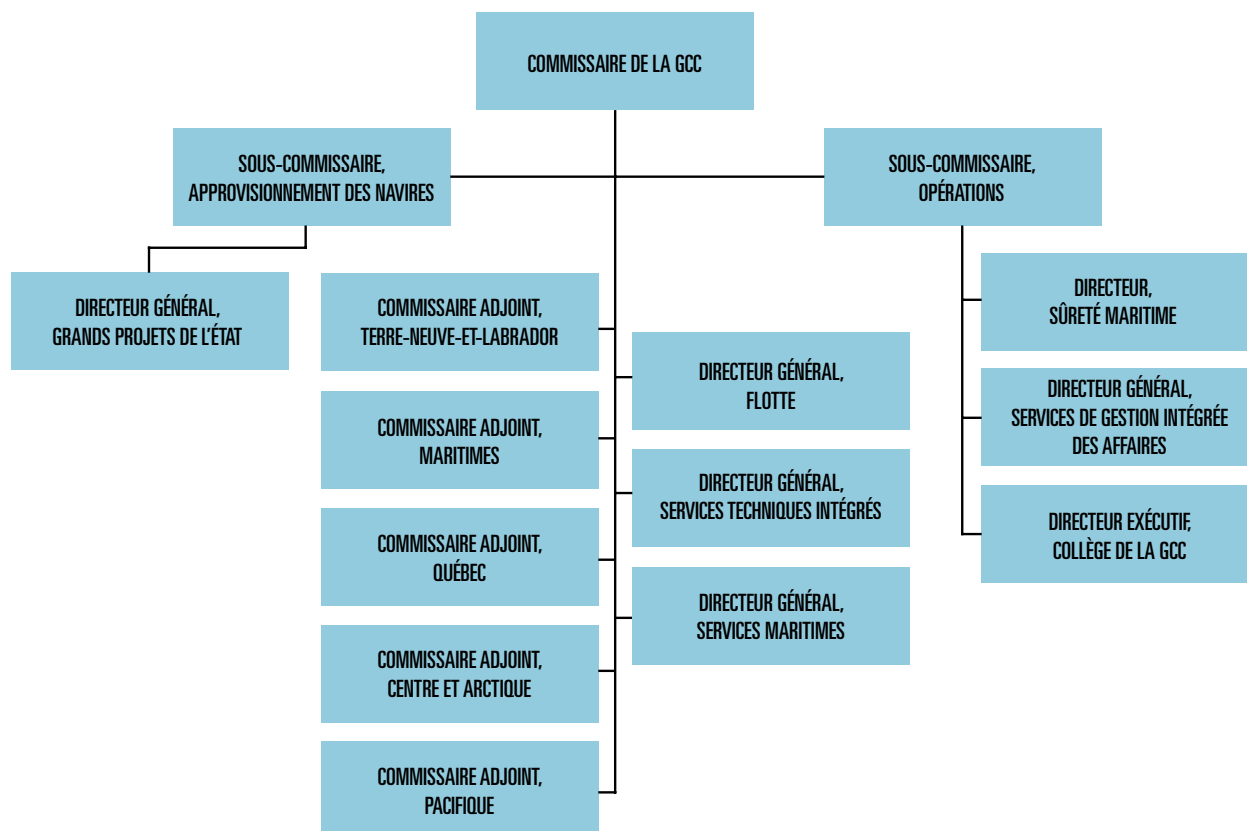 COMMISSAIRE DE LA GCC
SOUS-COMMISSAIRE,
APPROVISIONNEMENT DES NAVIRES
SOUS-COMMISSAIRE,
OPÉRATIONS
DIRECTEUR GÉNÉRAL,
GRANDS PROJETS DE L'ÉTAT
COMMISSAIRE ADJOINT,
TERRE-NEUVE-ET-LABRADOR
COMMISSAIRE ADJOINT,
MARITIMES
COMMISSAIRE ADJOINT,
QUÉBEC
COMMISSAIRE ADJOINT,
CENTRE ET ARCTIQUE
COMMISSAIRE ADJOINT,
PACIFIQUE
DIRECTEUR GÉNÉRAL,
FLOTTE
DIRECTEUR GÉNÉRAL,
SERVICES TECHNIQUES INTÉGRÉS
DIRECTEUR GÉNÉRAL,
SERVICES MARITIMES
DIRECTEUR,
SÛRETÉ MARITIME
DIRECTEUR GÉNÉRAL,
SERVICES DE GESTION INTÉGRÉE
DES AFFAIRES
DIRECTEUR EXÉCUTIF,
COLLÈGE DE LA GCC